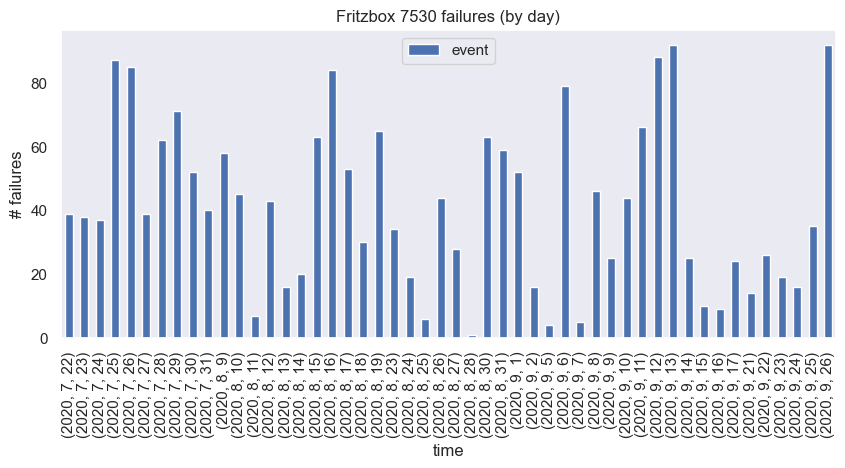 Fritzbox 7530 failures (by day)
event
# failures
80
60
40
20
0
(2020, 7, 22)
(2020, 7, 23)
(2020, 7, 24)
(2020, 7, 25)
(2020, 7, 26)
(2020, 7, 27)
(2020, 7, 28)
(2020, 7, 29)
(2020, 7, 30)
(2020, 7, 31)
(2020, 8, 9)
(2020, 8, 10)
(2020, 8, 11)
(2020, 8, 12)
(2020, 8, 13)
(2020, 8, 14)
(2020, 8, 15)
(2020, 8, 16)
(2020, 8, 17)
(2020, 8, 18)
(2020, 8, 19)
(2020, 8, 23)
(2020, 8, 24)
(2020, 8, 25)
(2020, 8, 26)
(2020, 8, 27)
(2020, 8, 28)
(2020, 8, 30)
(2020, 8, 31)
(2020, 9, 1)
(2020, 9, 2)
(2020, 9, 5)
(2020, 9, 6)
(2020, 9, 7)
(2020, 9, 8)
(2020, 9, 9)
(2020, 9, 10)
(2020, 9, 11)
(2020, 9, 12)
(2020, 9, 13)
(2020, 9, 14)
(2020, 9, 15)
(2020, 9, 16)
(2020, 9, 17)
(2020, 9, 21)
(2020, 9, 22)
(2020, 9, 23)
(2020, 9, 24)
(2020, 9, 25)
(2020, 9, 26)
time